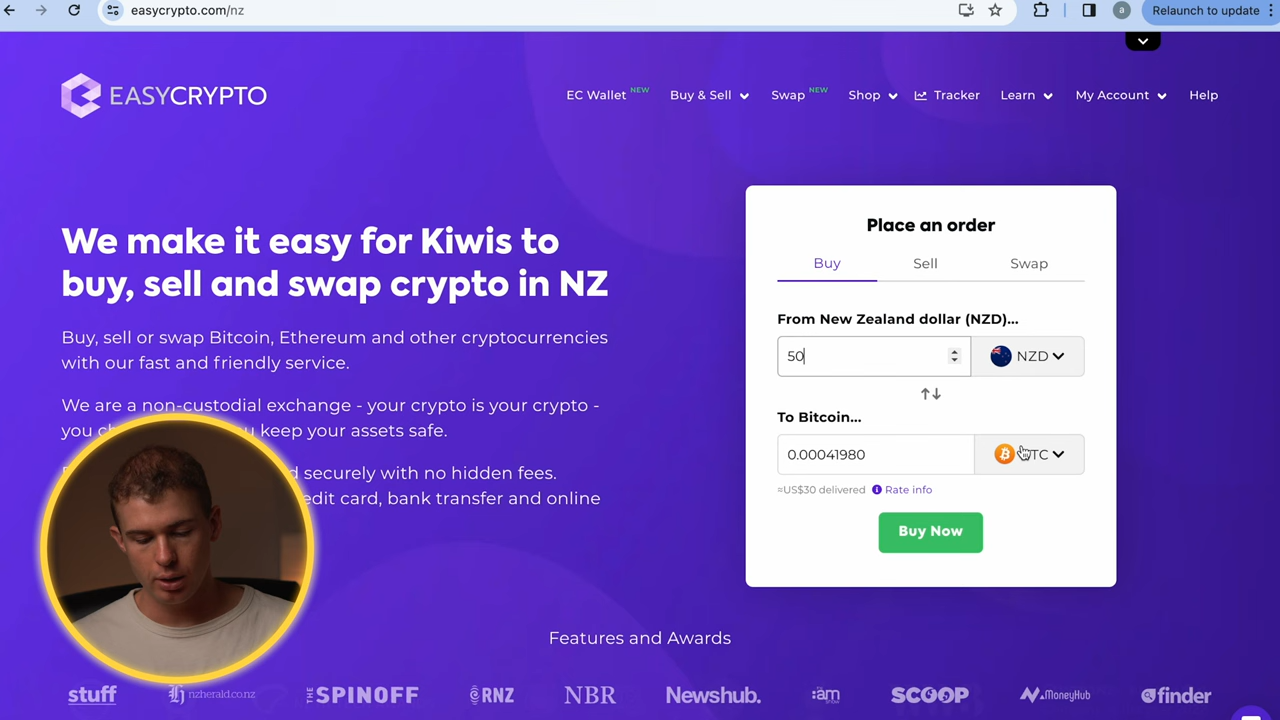 easycrypto.com/nz
a
Relaunch to update
EASYCRYPTO
EC Wallet NEW
Buy & Sell
Swap NEW
Shop
Tracker
Learn
My Account
Help
We make it easy for Kiwis to
buy, sell and swap crypto in NZ
Buy, sell or swap Bitcoin, Ethereum and other cryptocurrencies
with our fast and friendly service.
We are a non-custodial exchange - your crypto is your crypto -
keep your assets safe.
securely with no hidden fees.
card, bank transfer and online
Place an order
Buy
Sell
Swap
From New Zealand dollar (NZD)...
50
NZD
To Bitcoin...
0.00041980
≈US$30 delivered
Rate info
Buy Now
Features and Awards
stuff
nzherald.co.nz
THE SPINOFF
RNZ
NBR
Newshub.
am
SCOOP
MoneyHub
finder